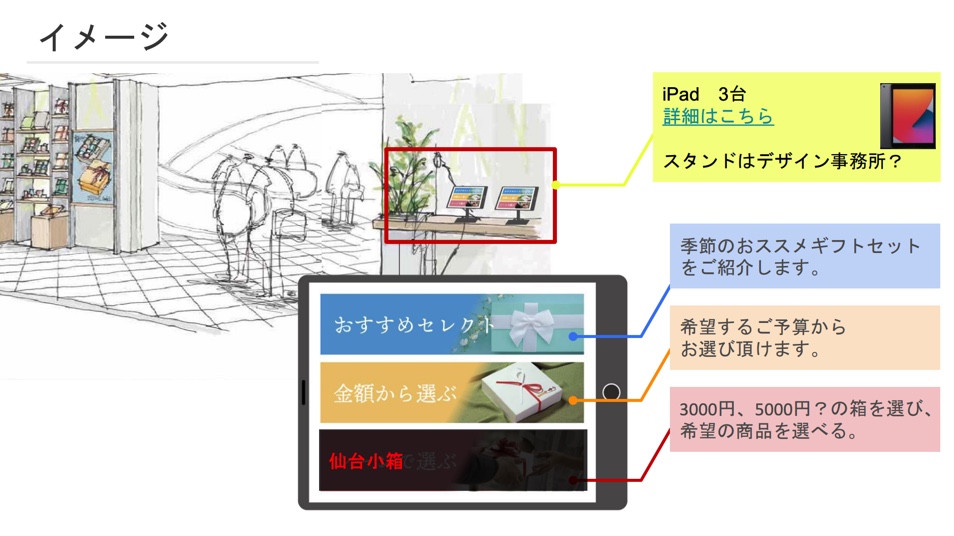 イメージ
iPad　3台
詳細はこちら
スタンドはデザイン事務所？
季節のおススメギフトセット
をご紹介します。
おすすめセレクト
希望するご予算から
お選び頂けます。
金額から選ぶ
3000円、5000円？の箱を選び、
希望の商品を選べる。
仙台小箱で選ぶ